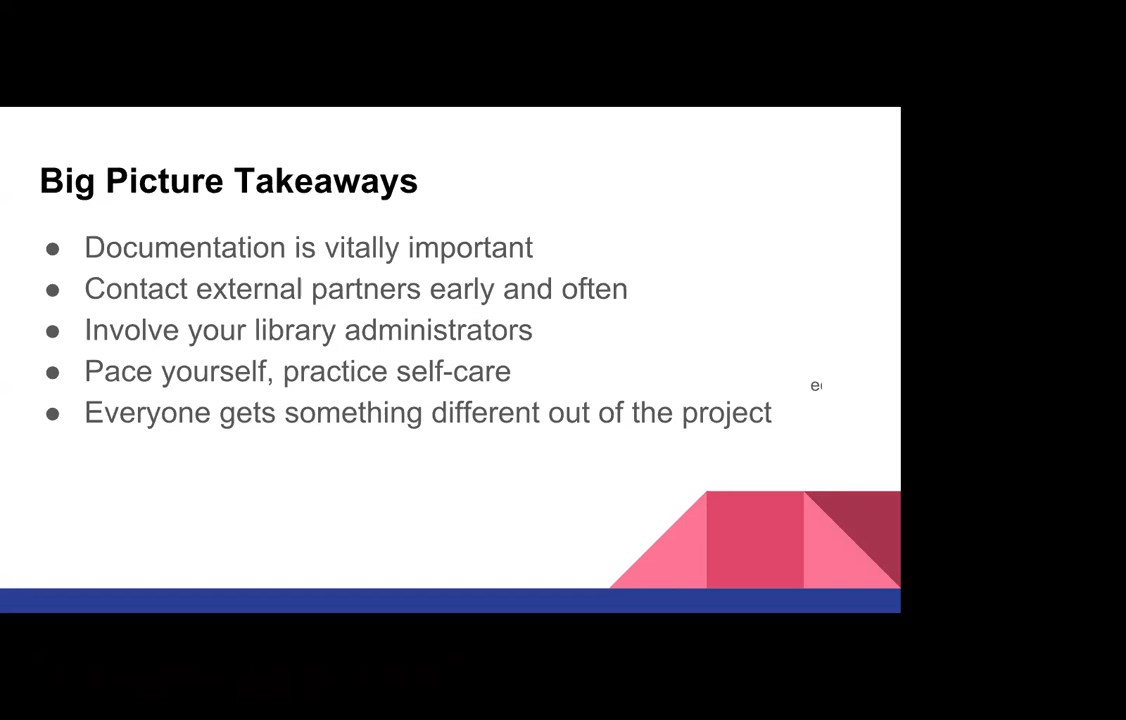 Big Picture Takeaways
● Documentation is vitally important
● Contact external partners early and often
● Involve your library administrators
● Pace yourself, practice self-care
● Everyone gets something different out of the project